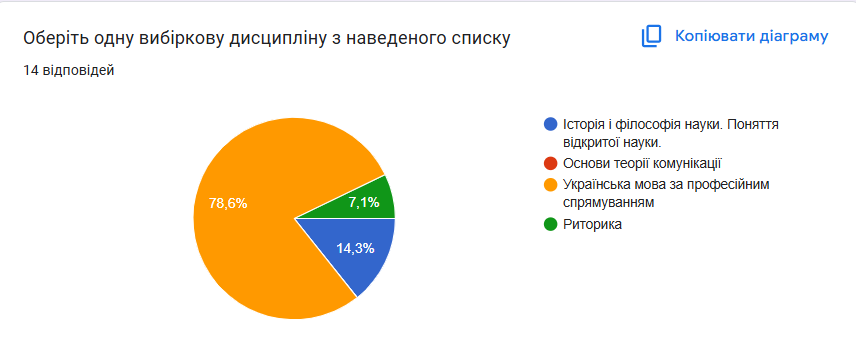 Оберіть одну вибіркову дисципліну з наведеного списку
Копіювати діаграму
14 відповідей
Історія і філософія науки. Поняття
відкритої науки.
Основи теорії комунікації
Українська мова за професійним
спрямуванням
Риторика
78,6%
7,1%
14,3%